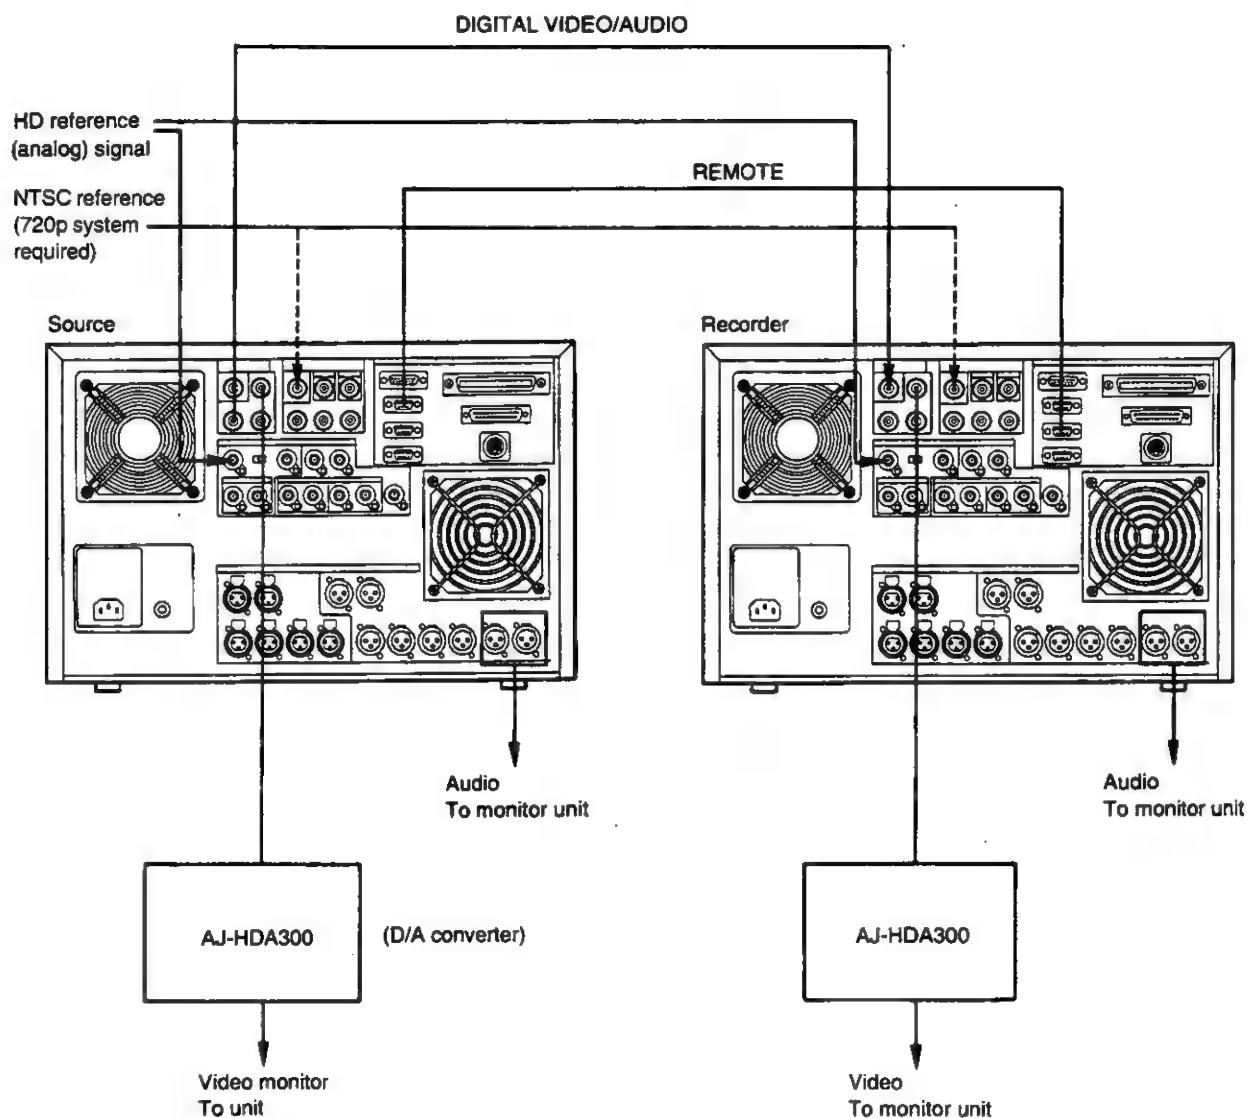 DIGITAL VIDEO/AUDIO
HD reference
(analog) signal
REMOTE
NTSC reference
(720p system
required)
Source
Recorder
Audio
To monitor unit
Audio
To monitor unit
AJ-HDA300
(D/A converter)
AJ-HDA300
Video monitor
To unit
Video
To monitor unit